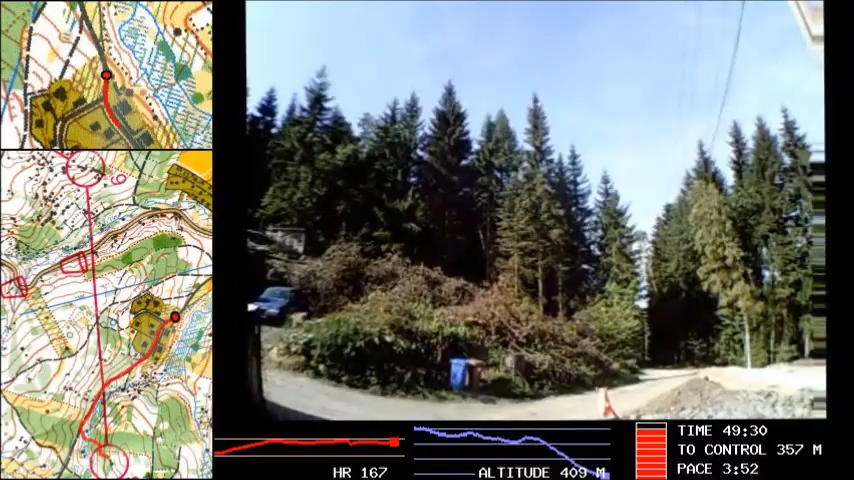 TIME 49:30
TO CONTROL 357 M
HR 167
ALTITUDE 409 M
PACE 3:52